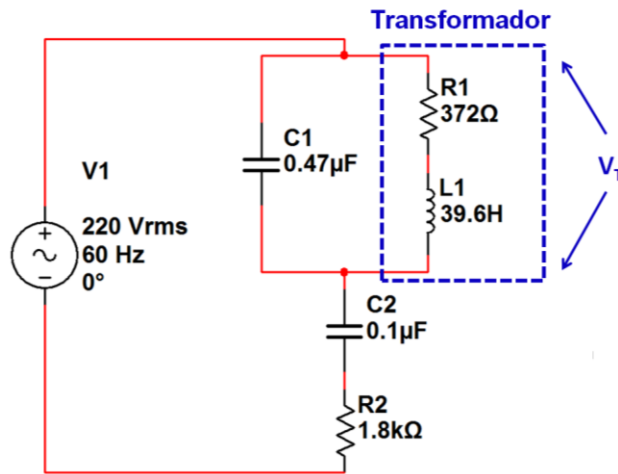 Transformador
R1
372Ω
C1
0.47µF
V1
L1
39.6H
220 Vrms
60 Hz
0°
C2
0.1µF
R2
1.8kΩ